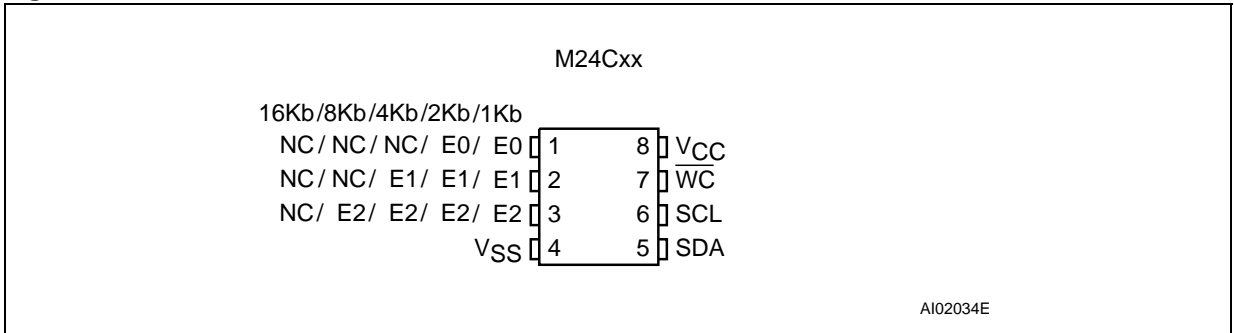 M24Cxx
16Kb/8Kb/4Kb/2Kb/1Kb
NC/ NC/ NC/ E0/ E0 1 8 VCC
NC/ NC/ E1/ E1/ E1 2 7 W̅C̅
NC/ E2/ E2/ E2/ E2 3 6 SCL
VSS 4 5 SDA
AI02034E